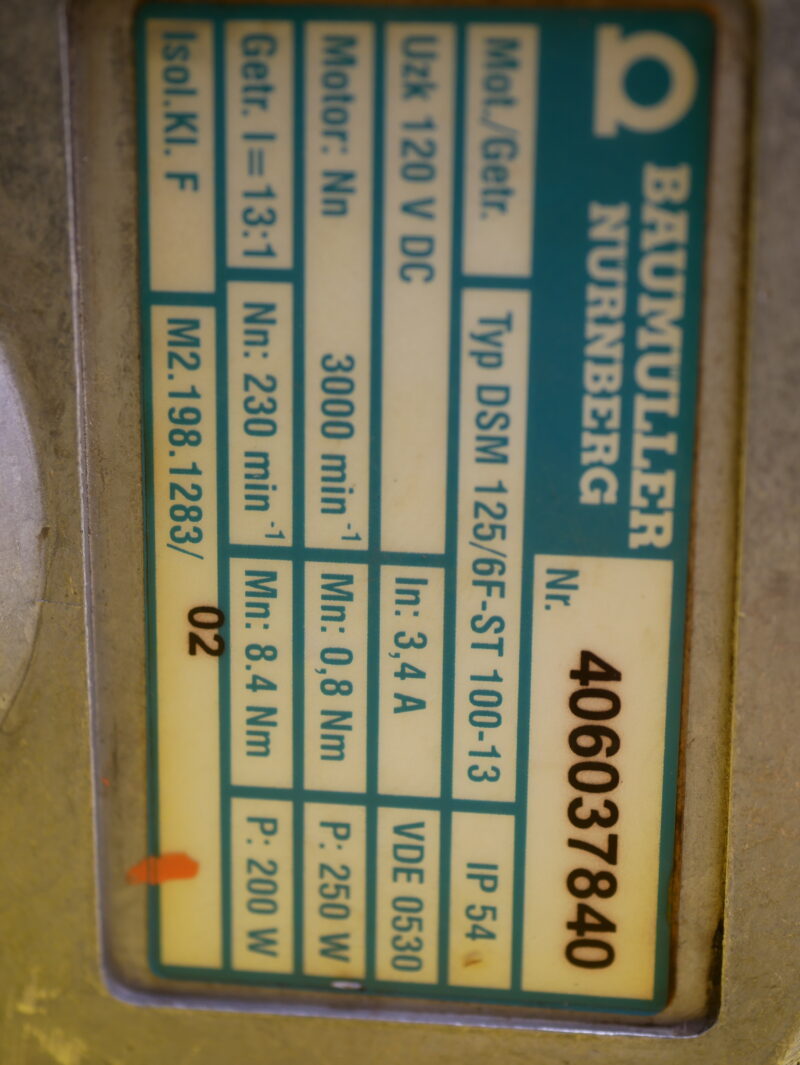 BAUMÜLLER
NÜRNBERG
Nr. 406037840
Mot./Getr. Typ DSM 125/6F-ST 100-13 IP 54
Uzk 120 V DC In: 3,4 A VDE 0530
Motor: Nn 3000 min⁻¹ Mn: 0,8 Nm P: 250 W
Getr. I=13:1 Nn: 230 min⁻¹ Mn: 8.4 Nm P: 200 W
Isol.Kl. F M2.198.1283/ 02